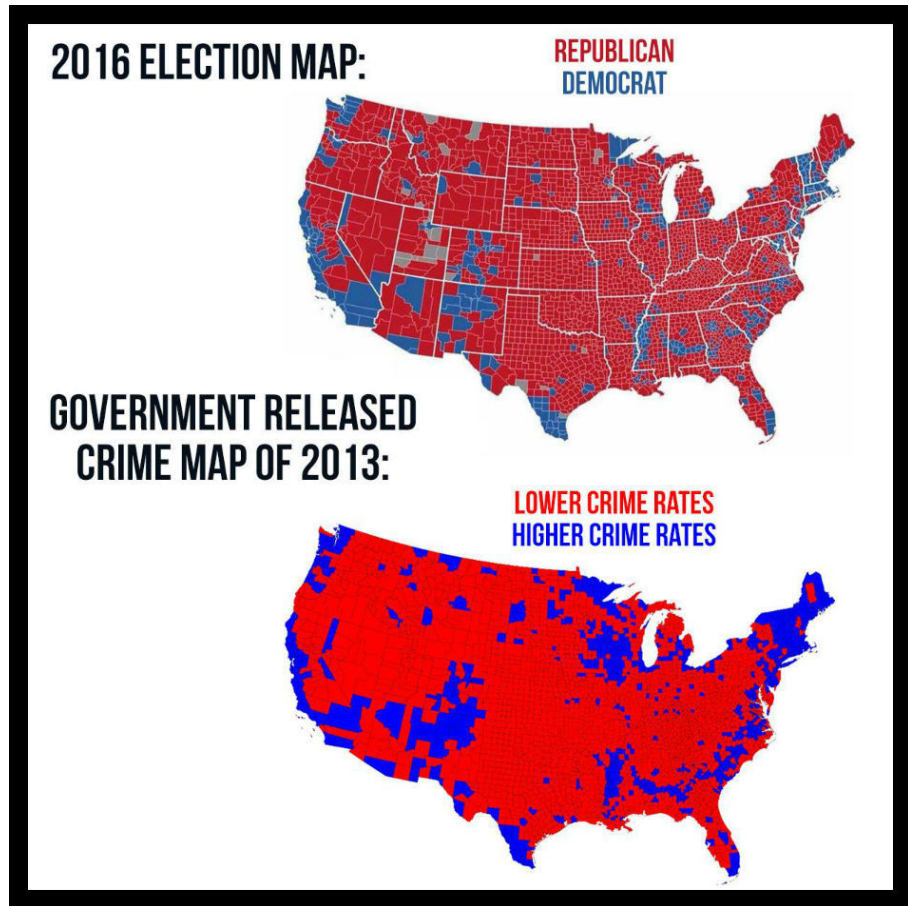 2016 ELECTION MAP:
REPUBLICAN
DEMOCRAT
GOVERNMENT RELEASED
CRIME MAP OF 2013:
LOWER CRIME RATES
HIGHER CRIME RATES